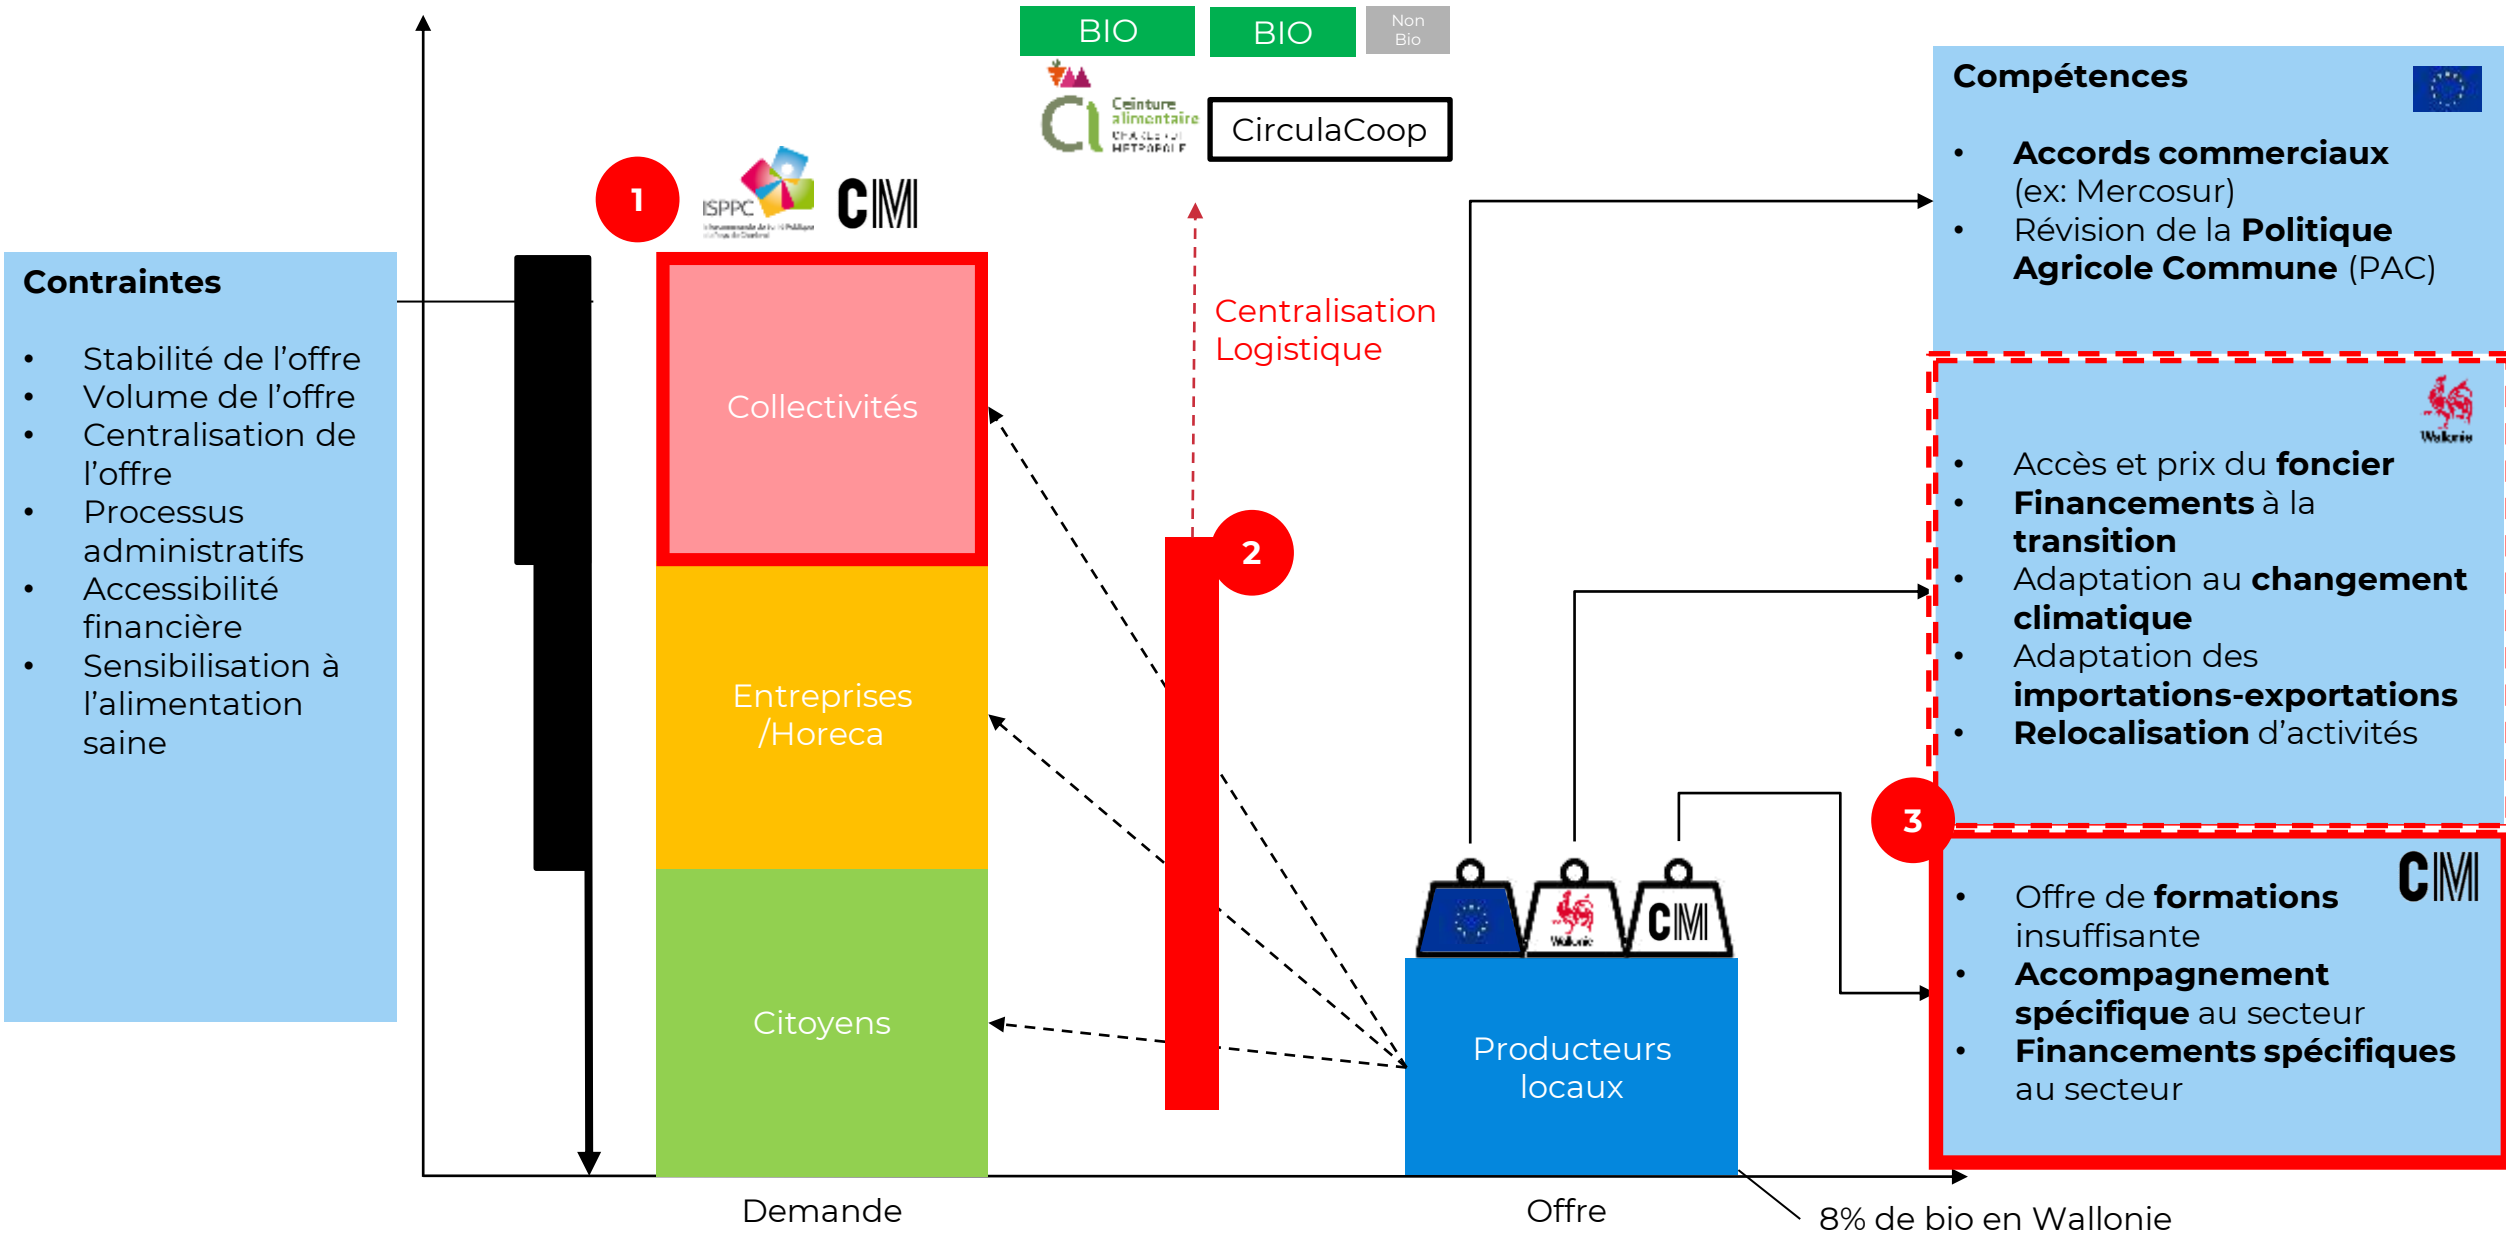 BIO
BIO
Non
Bio
Ceinture
alimentaire
CHARLEROI
METROPOLE
CirculaCoop
1
ISPPC
CM
Contraintes
• Stabilité de l’offre
• Volume de l’offre
• Centralisation de
l’offre
• Processus
administratifs
• Accessibilité
financière
• Sensibilisation à
l’alimentation
saine
Collectivités
Entreprises
/Horeca
Citoyens
Demande
Centralisation
Logistique
2
Wallonie
CM
Producteurs
locaux
Offre
8% de bio en Wallonie
Compétences
• Accords commerciaux
(ex: Mercosur)
• Révision de la Politique
Agricole Commune (PAC)
Wallonie
• Accès et prix du foncier
• Financements à la
transition
• Adaptation au changement
climatique
• Adaptation des
importations-exportations
• Relocalisation d’activités
3
CM
• Offre de formations
insuffisante
• Accompagnement
spécifique au secteur
• Financements spécifiques
au secteur